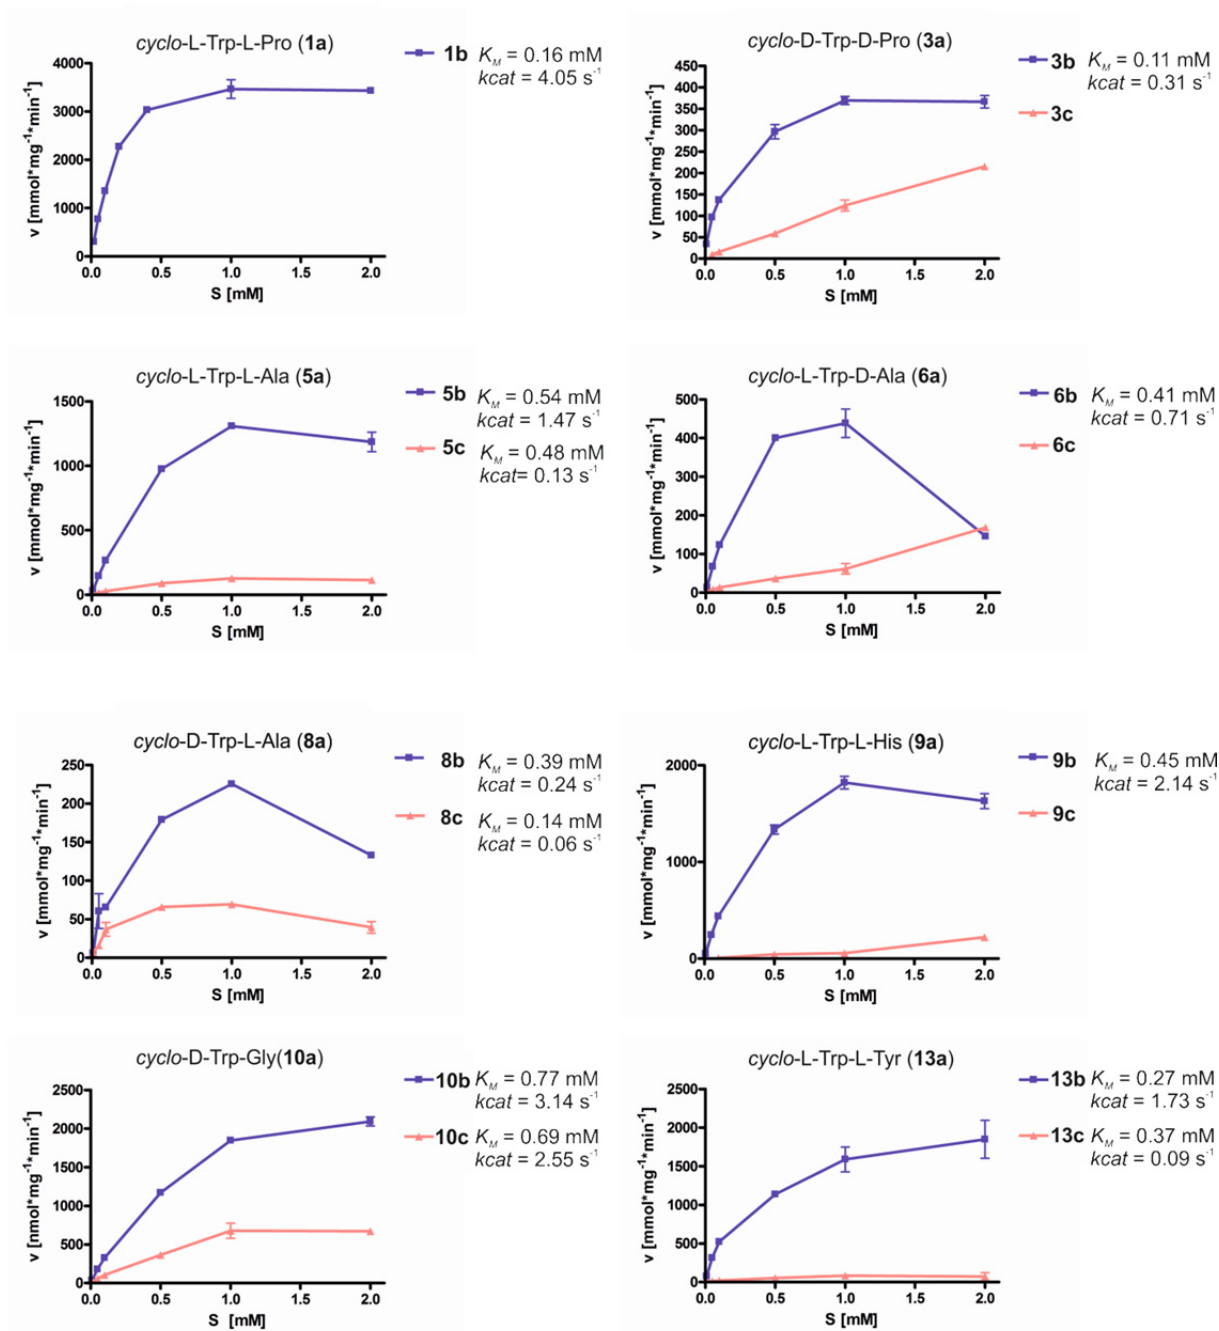 cyclo-L-Trp-L-Pro (1a)
1b K_M = 0.16 mM
kcat = 4.05 s⁻¹
v [mmol*mg⁻¹*min⁻¹]
4000
3000
2000
1000
0
0.0 0.5 1.0 1.5 2.0
S [mM]
cyclo-D-Trp-D-Pro (3a)
3b K_M = 0.11 mM
kcat = 0.31 s⁻¹
3c
v [mmol*mg⁻¹*min⁻¹]
450
400
350
300
250
200
150
100
50
0
0.0 0.5 1.0 1.5 2.0
S [mM]
cyclo-L-Trp-L-Ala (5a)
5b K_M = 0.54 mM
kcat = 1.47 s⁻¹
5c K_M = 0.48 mM
kcat= 0.13 s⁻¹
v [mmol*mg⁻¹*min⁻¹]
1500
1000
500
0
0.0 0.5 1.0 1.5 2.0
S [mM]
cyclo-L-Trp-D-Ala (6a)
6b K_M = 0.41 mM
kcat = 0.71 s⁻¹
6c
v [mmol*mg⁻¹*min⁻¹]
500
400
300
200
100
0
0.0 0.5 1.0 1.5 2.0
S [mM]
cyclo-D-Trp-L-Ala (8a)
8b K_M = 0.39 mM
kcat = 0.24 s⁻¹
8c K_M = 0.14 mM
kcat = 0.06 s⁻¹
v [mmol*mg⁻¹*min⁻¹]
250
200
150
100
50
0
0.0 0.5 1.0 1.5 2.0
S [mM]
cyclo-L-Trp-L-His (9a)
9b K_M = 0.45 mM
kcat = 2.14 s⁻¹
9c
v [mmol*mg⁻¹*min⁻¹]
2000
1000
0
0.0 0.5 1.0 1.5 2.0
S [mM]
cyclo-D-Trp-Gly(10a)
10b K_M = 0.77 mM
kcat = 3.14 s⁻¹
10c K_M = 0.69 mM
kcat = 2.55 s⁻¹
v [nmol*mg⁻¹*min⁻¹]
2500
2000
1500
1000
500
0
0.0 0.5 1.0 1.5 2.0
S [mM]
cyclo-L-Trp-L-Tyr (13a)
13b K_M = 0.27 mM
kcat = 1.73 s⁻¹
13c K_M = 0.37 mM
kcat = 0.09 s⁻¹
v [mmol*mg⁻¹*min⁻¹]
2500
2000
1500
1000
500
0
0.0 0.5 1.0 1.5 2.0
S [mM]